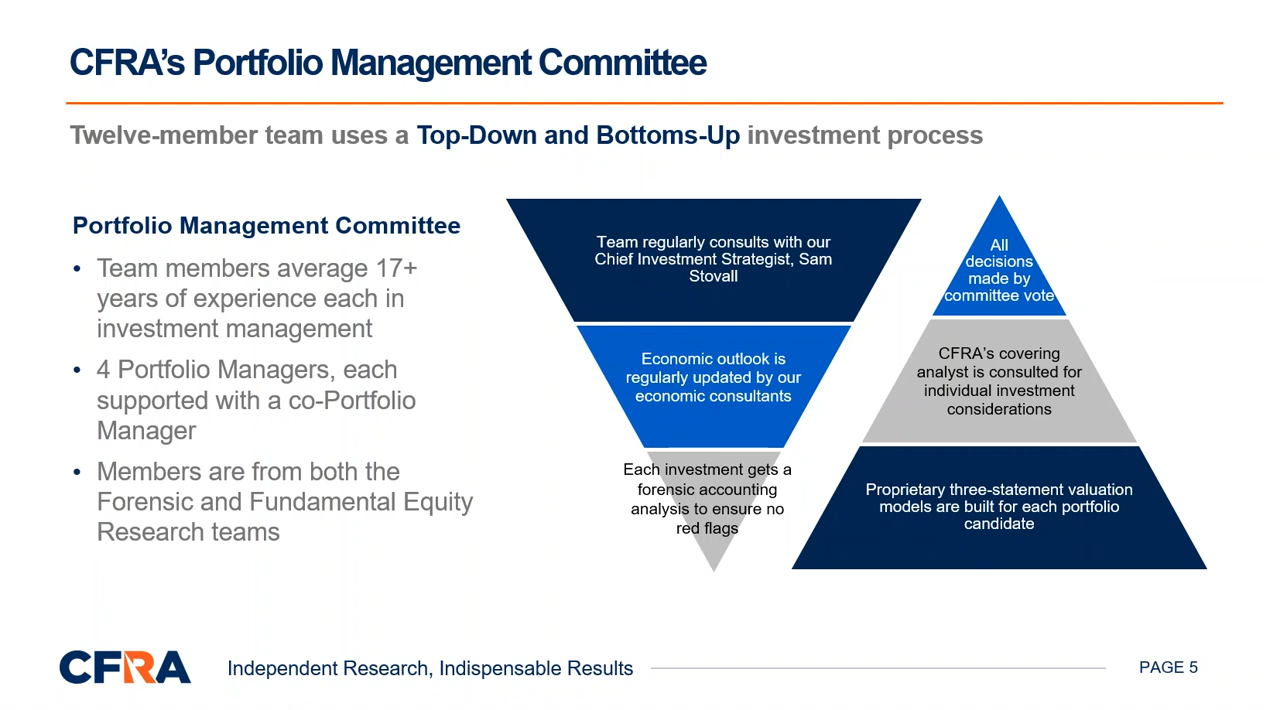 CFRA's Portfolio Management Committee
Twelve-member team uses a Top-Down and Bottoms-Up investment process
Portfolio Management Committee
• Team members average 17+
years of experience each in
investment management
• 4 Portfolio Managers, each
supported with a co-Portfolio
Manager
• Members are from both the
Forensic and Fundamental Equity
Research teams
Team regularly consults with our
Chief Investment Strategist, Sam
Stovall
Economic outlook is
regularly updated by our
economic consultants
Each investment gets a
forensic accounting
analysis to ensure no
red flags
All
decisions
made by
committee vote
CFRA's covering
analyst is consulted for
individual investment
considerations
Proprietary three-statement valuation
models are built for each portfolio
candidate
CFRA
Independent Research, Indispensable Results
PAGE 5